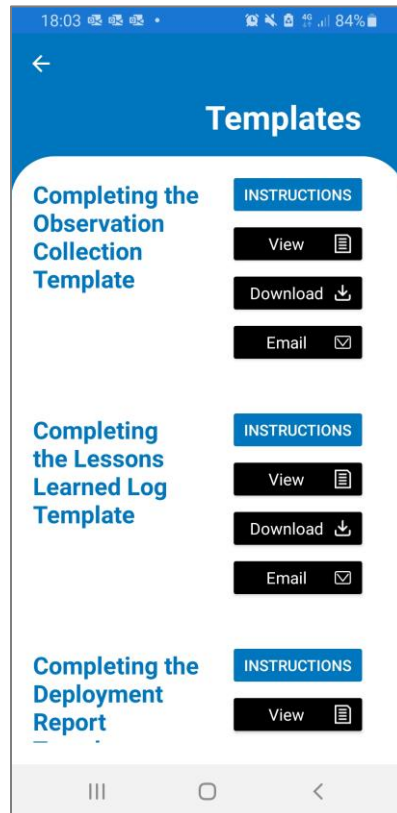 18:03
4G
84%
Templates
Completing the
Observation
Collection
Template
INSTRUCTIONS
View
Download
Email
Completing
the Lessons
Learned Log
Template
INSTRUCTIONS
View
Download
Email
Completing the
Deployment
Report
INSTRUCTIONS
View